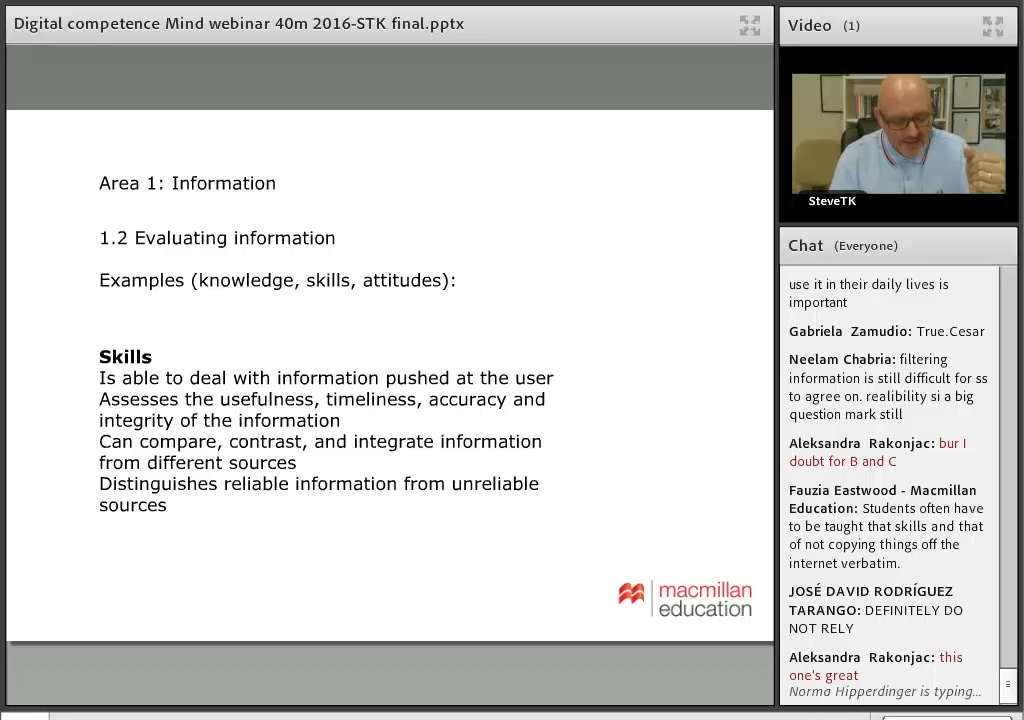 Digital competence Mind webinar 40m 2016-STK final.pptx
Area 1: Information
1.2 Evaluating information
Examples (knowledge, skills, attitudes):
Skills
Is able to deal with information pushed at the user
Assesses the usefulness, timeliness, accuracy and
integrity of the information
Can compare, contrast, and integrate information
from different sources
Distinguishes reliable information from unreliable
sources
macmillan
education
Video (1)
SteveTK
Chat (Everyone)
use it in their daily lives is
important
Gabriela Zamudio: True.Cesar
Neelam Chabria: filtering
information is still difficult for ss
to agree on. realibility si a big
question mark still
Aleksandra Rakonjac: bur I
doubt for B and C
Fauzia Eastwood - Macmillan
Education: Students often have
to be taught that skills and that
of not copying things off the
internet verbatim.
JOSÉ DAVID RODRÍGUEZ
TARANGO: DEFINITELY DO
NOT RELY
Aleksandra Rakonjac: this
one's great
Norma Hipperdinger is typing...